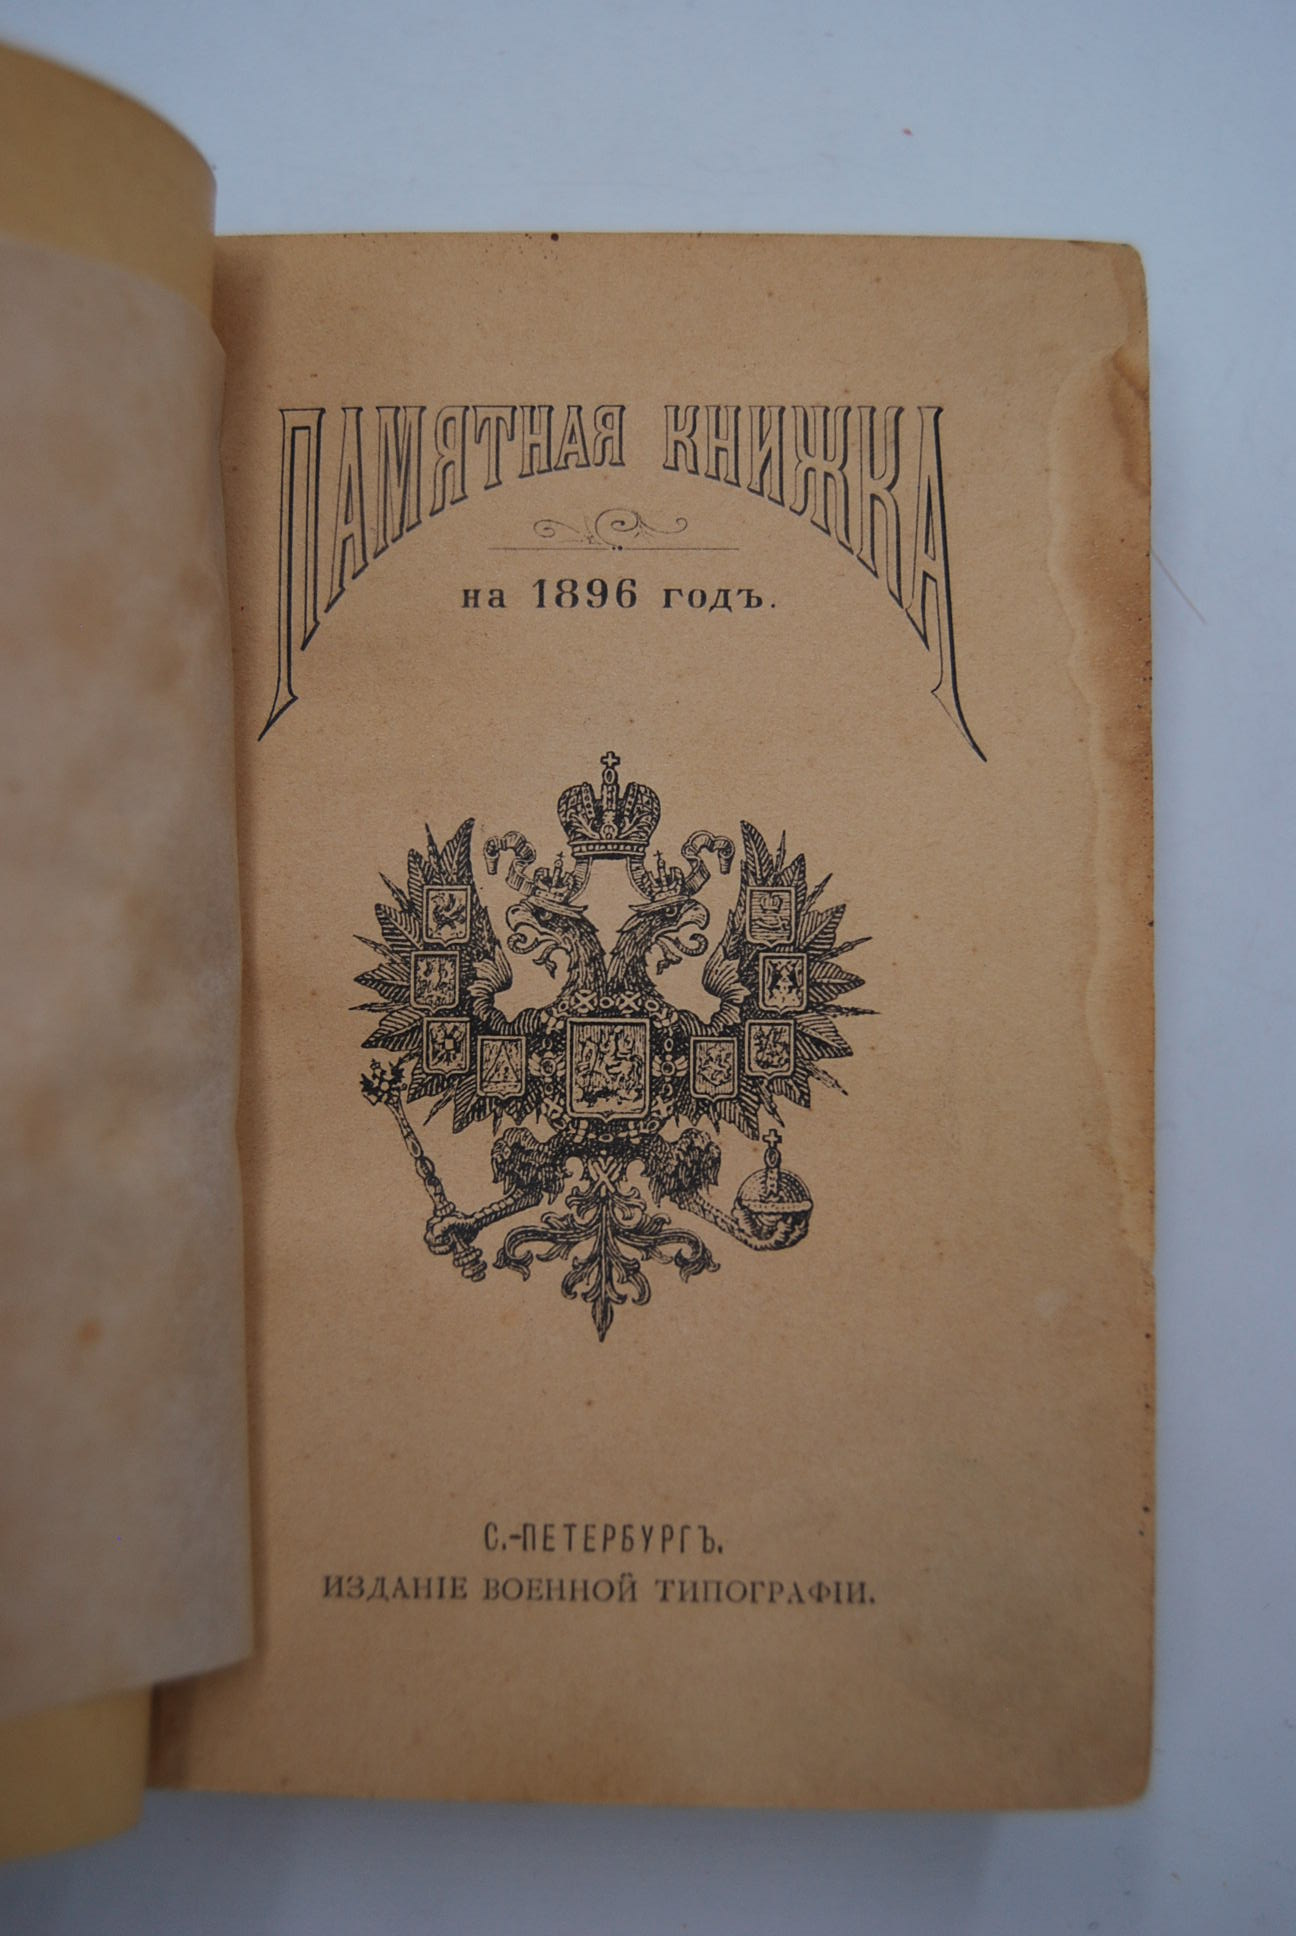 ПАМЯТНАЯ КНИЖКА
на 1896 годъ.
С.-ПЕТЕРБУРГЪ.
ИЗДАНІЕ ВОЕННОЙ ТИПОГРАФІИ.